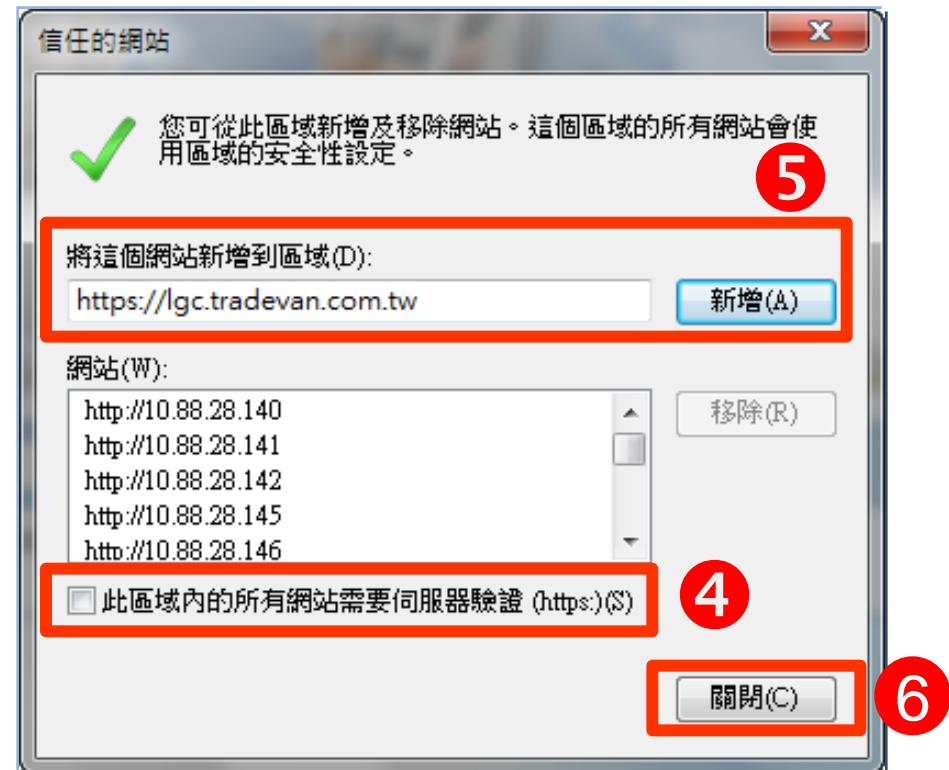 信任的網站
您可從此區域新增及移除網站。這個區域的所有網站會使
用區域的安全性設定。
5
將這個網站新增到區域(D):
https://lgc.tradevan.com.tw
新增(A)
網站(W):
http://10.88.28.140
移除(R)
http://10.88.28.141
http://10.88.28.142
http://10.88.28.145
http://10.88.28.146
此區域內的所有網站需要伺服器驗證 (https:)(S)
4
關閉(C)
6